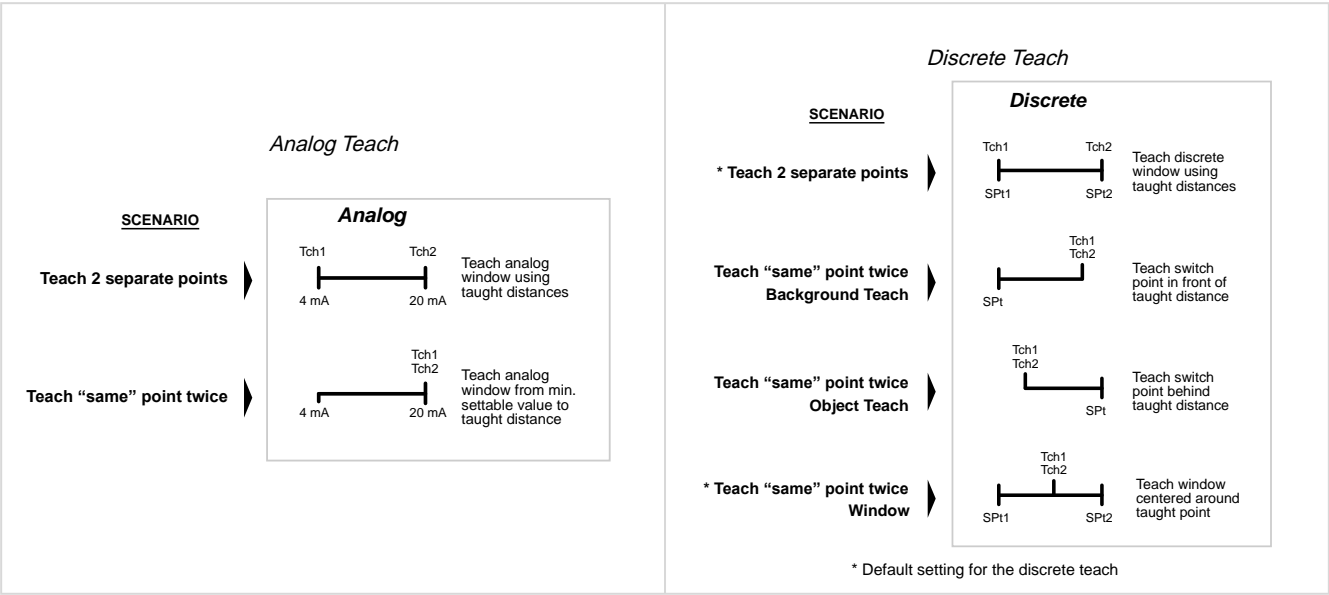 Analog Teach
SCENARIO
Analog
Teach 2 separate points
Tch1
Tch2
4 mA
20 mA
Teach analog
window using
taught distances
Teach “same” point twice
Tch1
Tch2
4 mA
20 mA
Teach analog
window from min.
settable value to
taught distance
Discrete Teach
SCENARIO
Discrete
* Teach 2 separate points
Tch1
Tch2
SPt1
SPt2
Teach discrete
window using
taught distances
Teach “same” point twice
Background Teach
Tch1
Tch2
SPt
Teach switch
point in front of
taught distance
Teach “same” point twice
Object Teach
Tch1
Tch2
SPt
Teach switch
point behind
taught distance
* Teach “same” point twice
Window
Tch1
Tch2
SPt1
SPt2
Teach window
centered around
taught point
* Default setting for the discrete teach